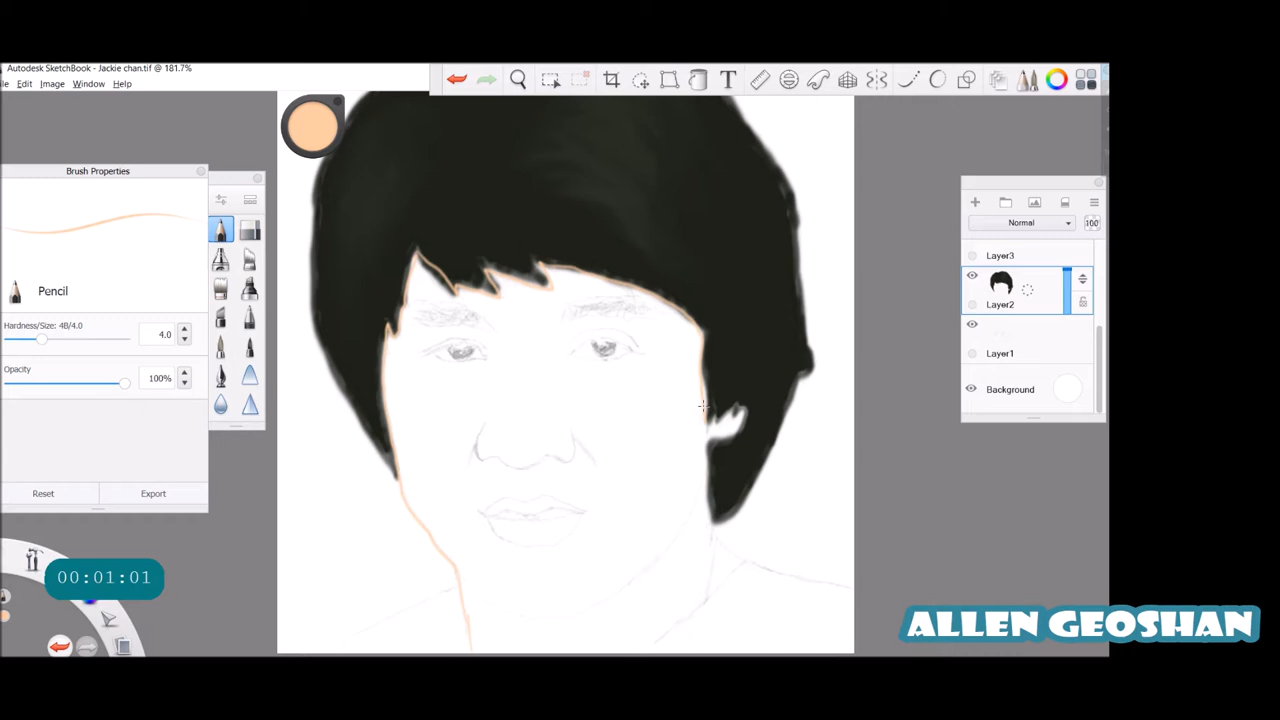 Autodesk SketchBook - Jackie chan.tif @ 181.7%
Edit Image Window Help
T
Brush Properties
Pencil
Hardness/Size: 4B/4.0
4.0
Opacity
100%
Reset Export
Normal 100
Layer3
Layer2
Layer1
Background
00:01:01
ALLEN GEOSHAN